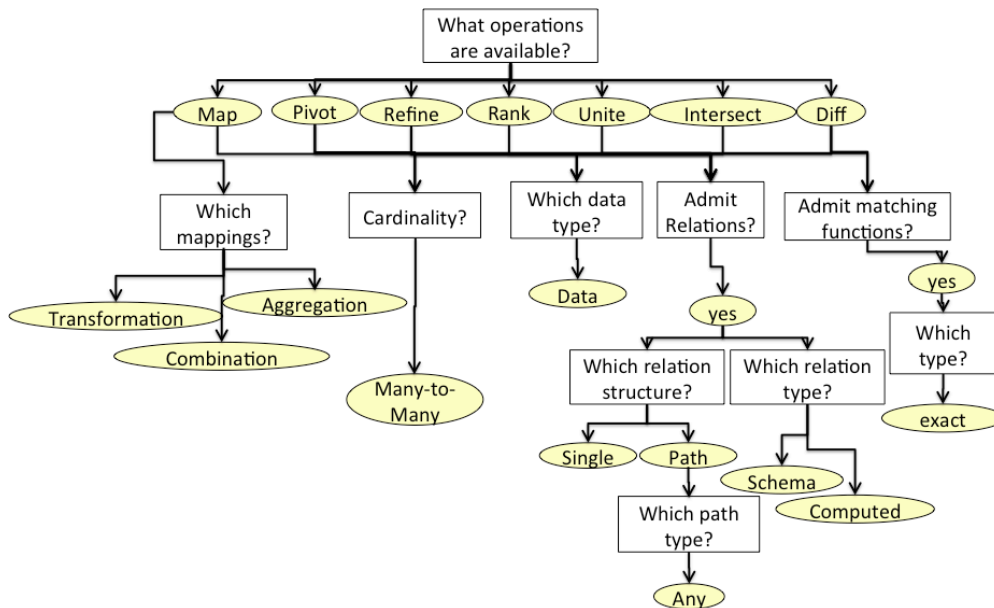 What operations
are available?
Map
Pivot
Refine
Rank
Unite
Intersect
Diff
Which
mappings?
Cardinality?
Which data
type?
Admit
Relations?
Admit matching
functions?
Transformation
Aggregation
Combination
Many-to-
Many
Data
yes
yes
Which
type?
exact
Which relation
structure?
Which relation
type?
Single
Path
Schema
Computed
Which path
type?
Any